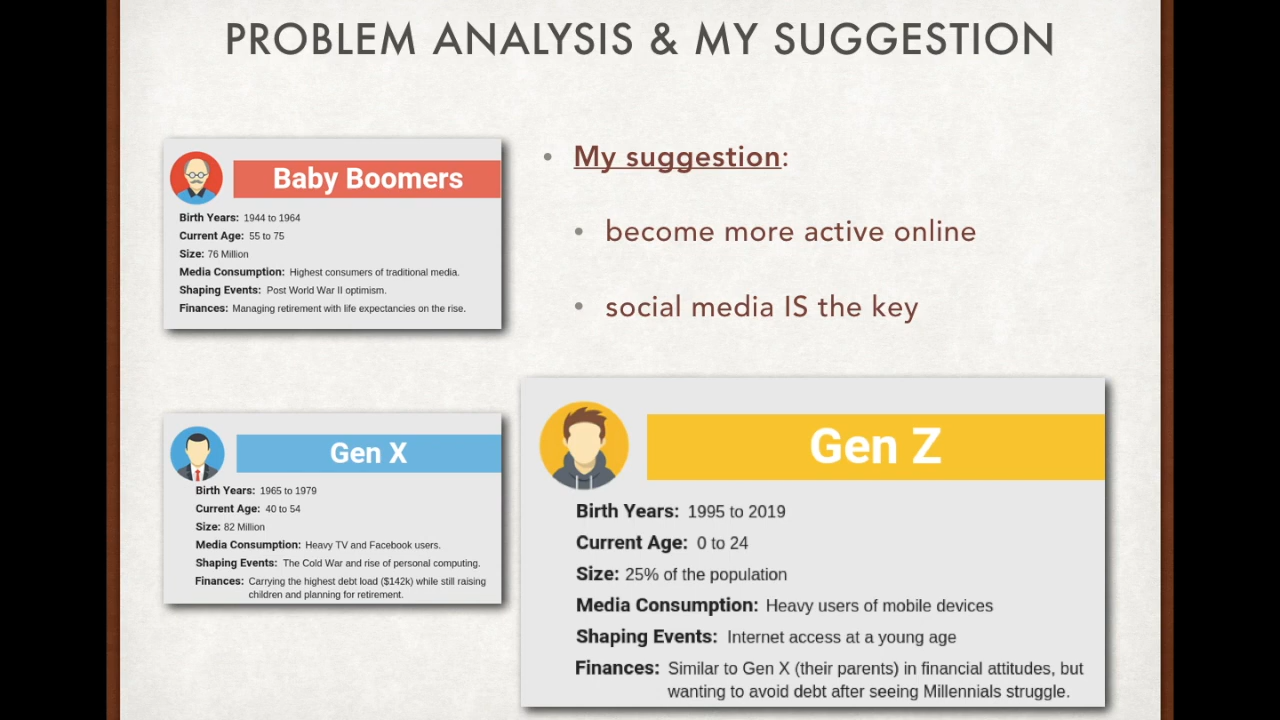 PROBLEM ANALYSIS & MY SUGGESTION
Baby Boomers
Birth Years: 1944 to 1964
Current Age: 55 to 75
Size: 76 Million
Media Consumption: Highest consumers of traditional media.
Shaping Events: Post World War II optimism.
Finances: Managing retirement with life expectancies on the rise.
• My suggestion:
• become more active online
• social media IS the key
Gen X
Birth Years: 1965 to 1979
Current Age: 40 to 54
Size: 82 Million
Media Consumption: Heavy TV and Facebook users.
Shaping Events: The Cold War and rise of personal computing.
Finances: Carrying the highest debt load ($142k) while still raising
children and planning for retirement.
Gen Z
Birth Years: 1995 to 2019
Current Age: 0 to 24
Size: 25% of the population
Media Consumption: Heavy users of mobile devices
Shaping Events: Internet access at a young age
Finances: Similar to Gen X (their parents) in financial attitudes, but
wanting to avoid debt after seeing Millennials struggle.